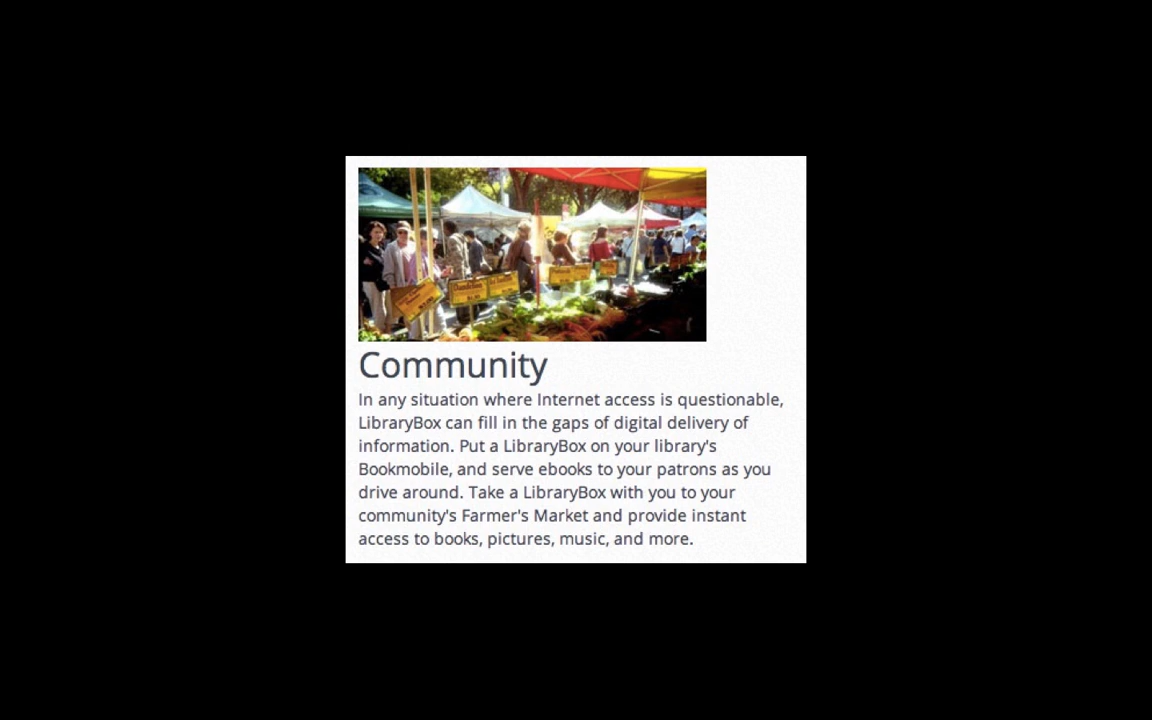 Chandelion
Community
In any situation where Internet access is questionable,
LibraryBox can fill in the gaps of digital delivery of
information. Put a LibraryBox on your library's
Bookmobile, and serve ebooks to your patrons as you
drive around. Take a LibraryBox with you to your
community's Farmer's Market and provide instant
access to books, pictures, music, and more.